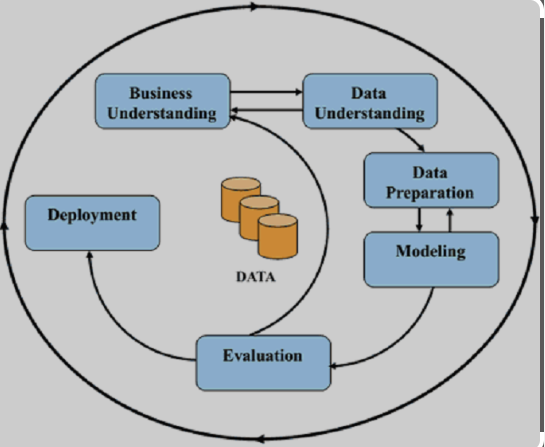 Business
Understanding
Data
Understanding
Data
Preparation
Deployment
Modeling
DATA
Evaluation